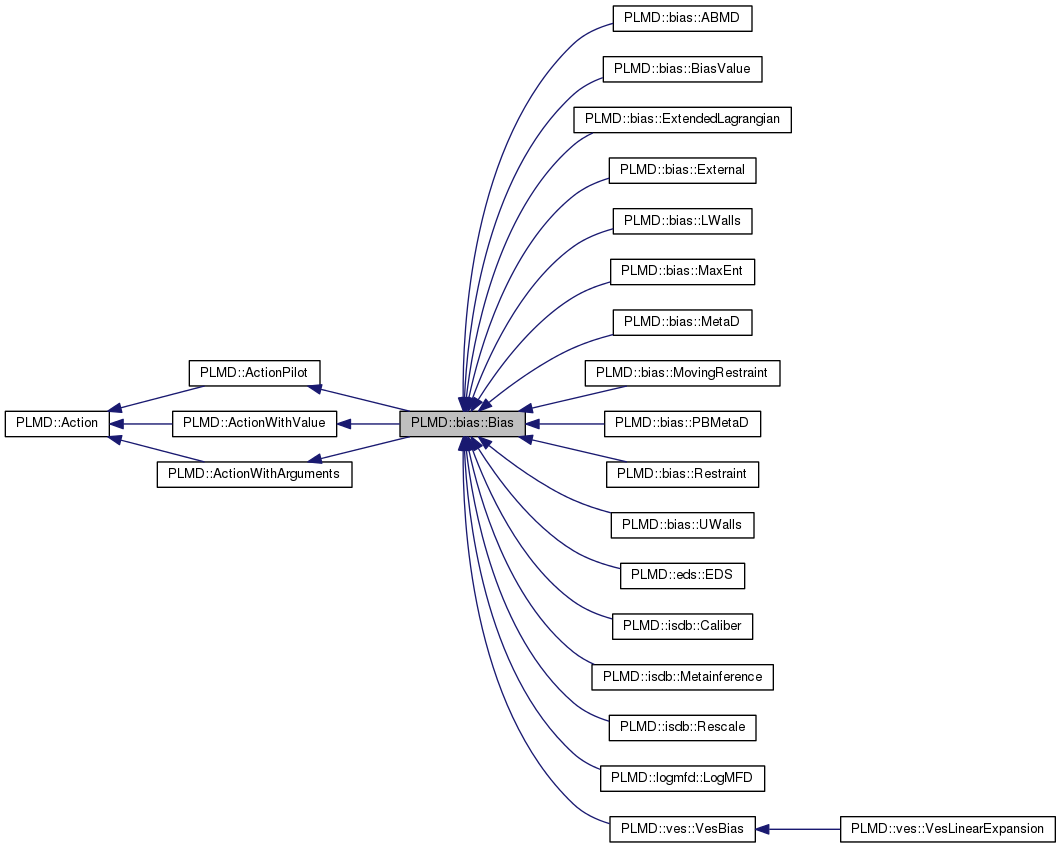 PLMD::bias::ABMD
PLMD::bias::BiasValue
PLMD::bias::ExtendedLagrangian
PLMD::bias::External
PLMD::bias::LWalls
PLMD::bias::MaxEnt
PLMD::bias::MetaD
PLMD::ActionPilot
PLMD::bias::MovingRestraint
PLMD::Action
PLMD::ActionWithValue
PLMD::bias::Bias
PLMD::bias::PBMetaD
PLMD::ActionWithArguments
PLMD::bias::Restraint
PLMD::bias::UWalls
PLMD::eds::EDS
PLMD::isdb::Caliber
PLMD::isdb::Metainference
PLMD::isdb::Rescale
PLMD::logmfd::LogMFD
PLMD::ves::VesBias
PLMD::ves::VesLinearExpansion